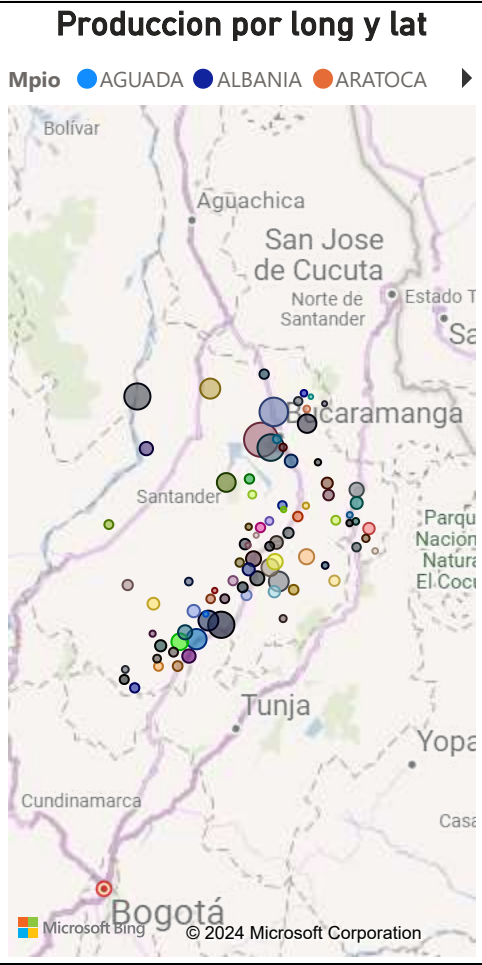 Produccion por long y lat
Mpio AGUADA ALBANIA ARATOCA
Bolívar
Aguachica
San Jose
de Cucuta
Norte de
Santander
Estado T
Sa
Bucaramanga
Santander
Parqu
Nacion
Natura
El Cocu
Tunja
Yopa
Cundinamarca
Casa
Bogotá
Microsoft Bing
© 2024 Microsoft Corporation